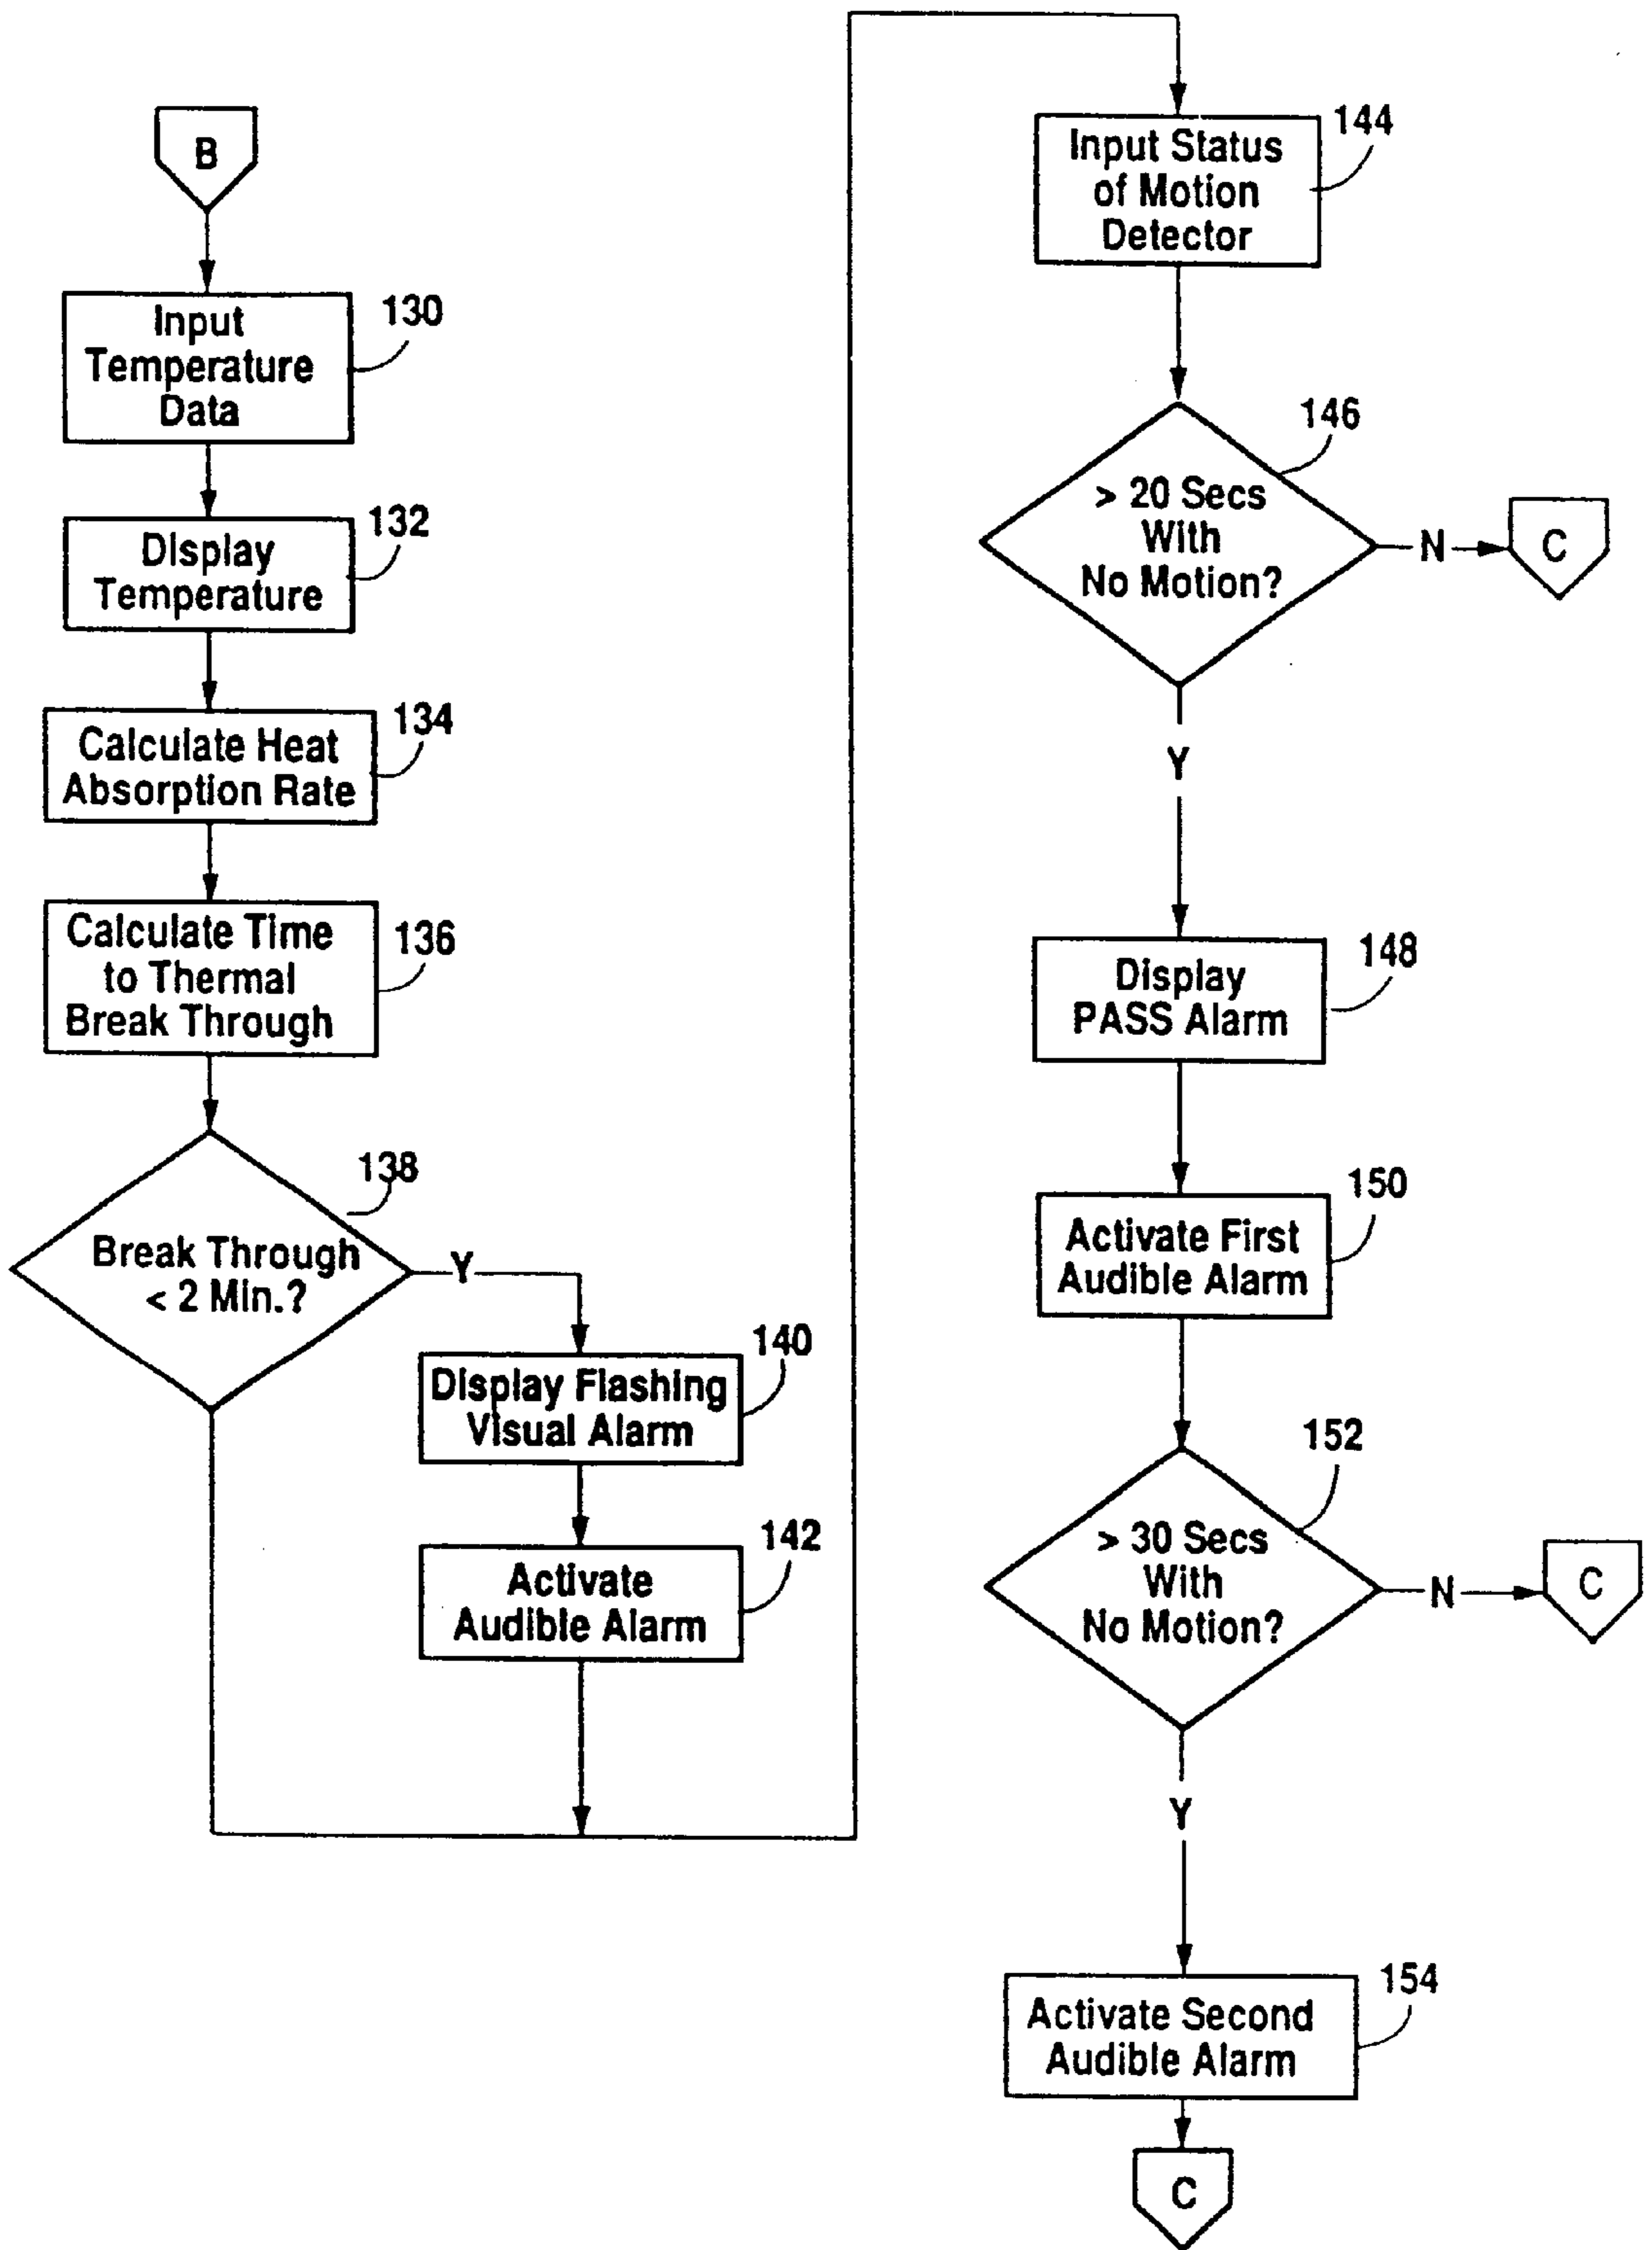 B
Input
Temperature
Data
130
Display
Temperature
132
Calculate Heat
Absorption Rate
134
Calculate Time
to Thermal
Break Through
136
Break Through
< 2 Min.?
138
Y
Display Flashing
Visual Alarm
140
Activate
Audible Alarm
142
Input Status
of Motion
Detector
144
> 20 Secs
With
No Motion?
146
N
C
Y
Display
PASS Alarm
148
Activate First
Audible Alarm
150
> 30 Secs
With
No Motion?
152
N
C
Y
Activate Second
Audible Alarm
154
C